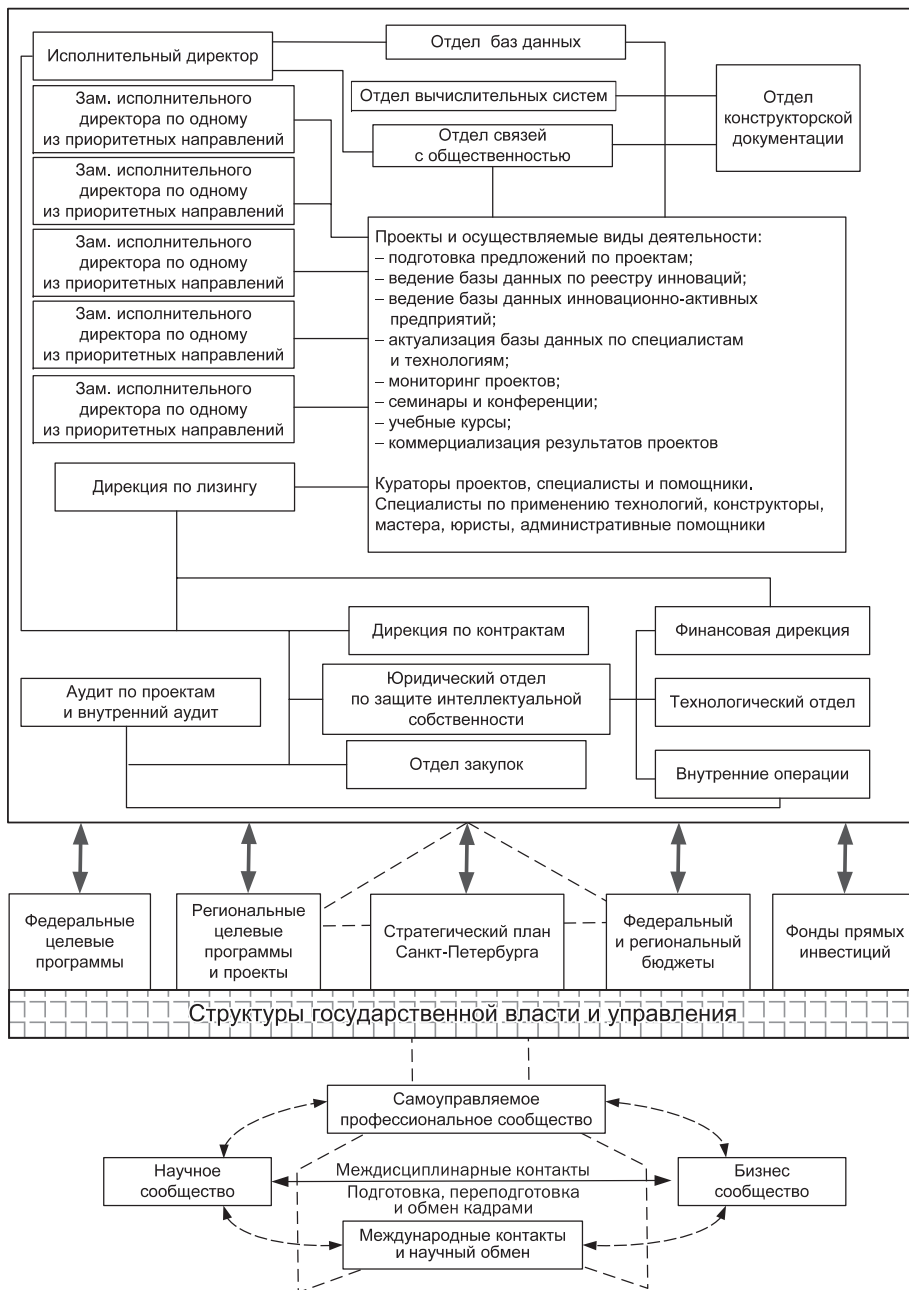 Исполнительный директор
Отдел баз данных
Зам. исполнительного
директора по одному
из приоритетных направлений
Отдел вычислительных систем
Отдел
конструкторской
документации
Отдел связей
с общественностью
Зам. исполнительного
директора по одному
из приоритетных направлений
Зам. исполнительного
директора по одному
из приоритетных направлений
Зам. исполнительного
директора по одному
из приоритетных направлений
Зам. исполнительного
директора по одному
из приоритетных направлений
Проекты и осуществляемые виды деятельности:
– подготовка предложений по проектам;
– ведение базы данных по реестру инноваций;
– ведение базы данных инновационно-активных
предприятий;
– актуализация базы данных по специалистам
и технологиям;
– мониторинг проектов;
– семинары и конференции;
– учебные курсы;
– коммерциализация результатов проектов
Кураторы проектов, специалисты и помощники.
Специалисты по применению технологий, конструкторы,
мастера, юристы, административные помощники
Дирекция по лизингу
Дирекция по контрактам
Финансовая дирекция
Аудит по проектам
и внутренний аудит
Юридический отдел
по защите интеллектуальной
собственности
Технологический отдел
Отдел закупок
Внутренние операции
Федеральные
целевые
программы
Региональные
целевые
программы
и проекты
Стратегический план
Санкт-Петербурга
Федеральный
и региональный
бюджеты
Фонды прямых
инвестиций
Структуры государственной власти и управления
Самоуправляемое
профессиональное сообщество
Научное
сообщество
Междисциплинарные контакты
Подготовка, переподготовка
и обмен кадрами
Бизнес
сообщество
Международные контакты
и научный обмен